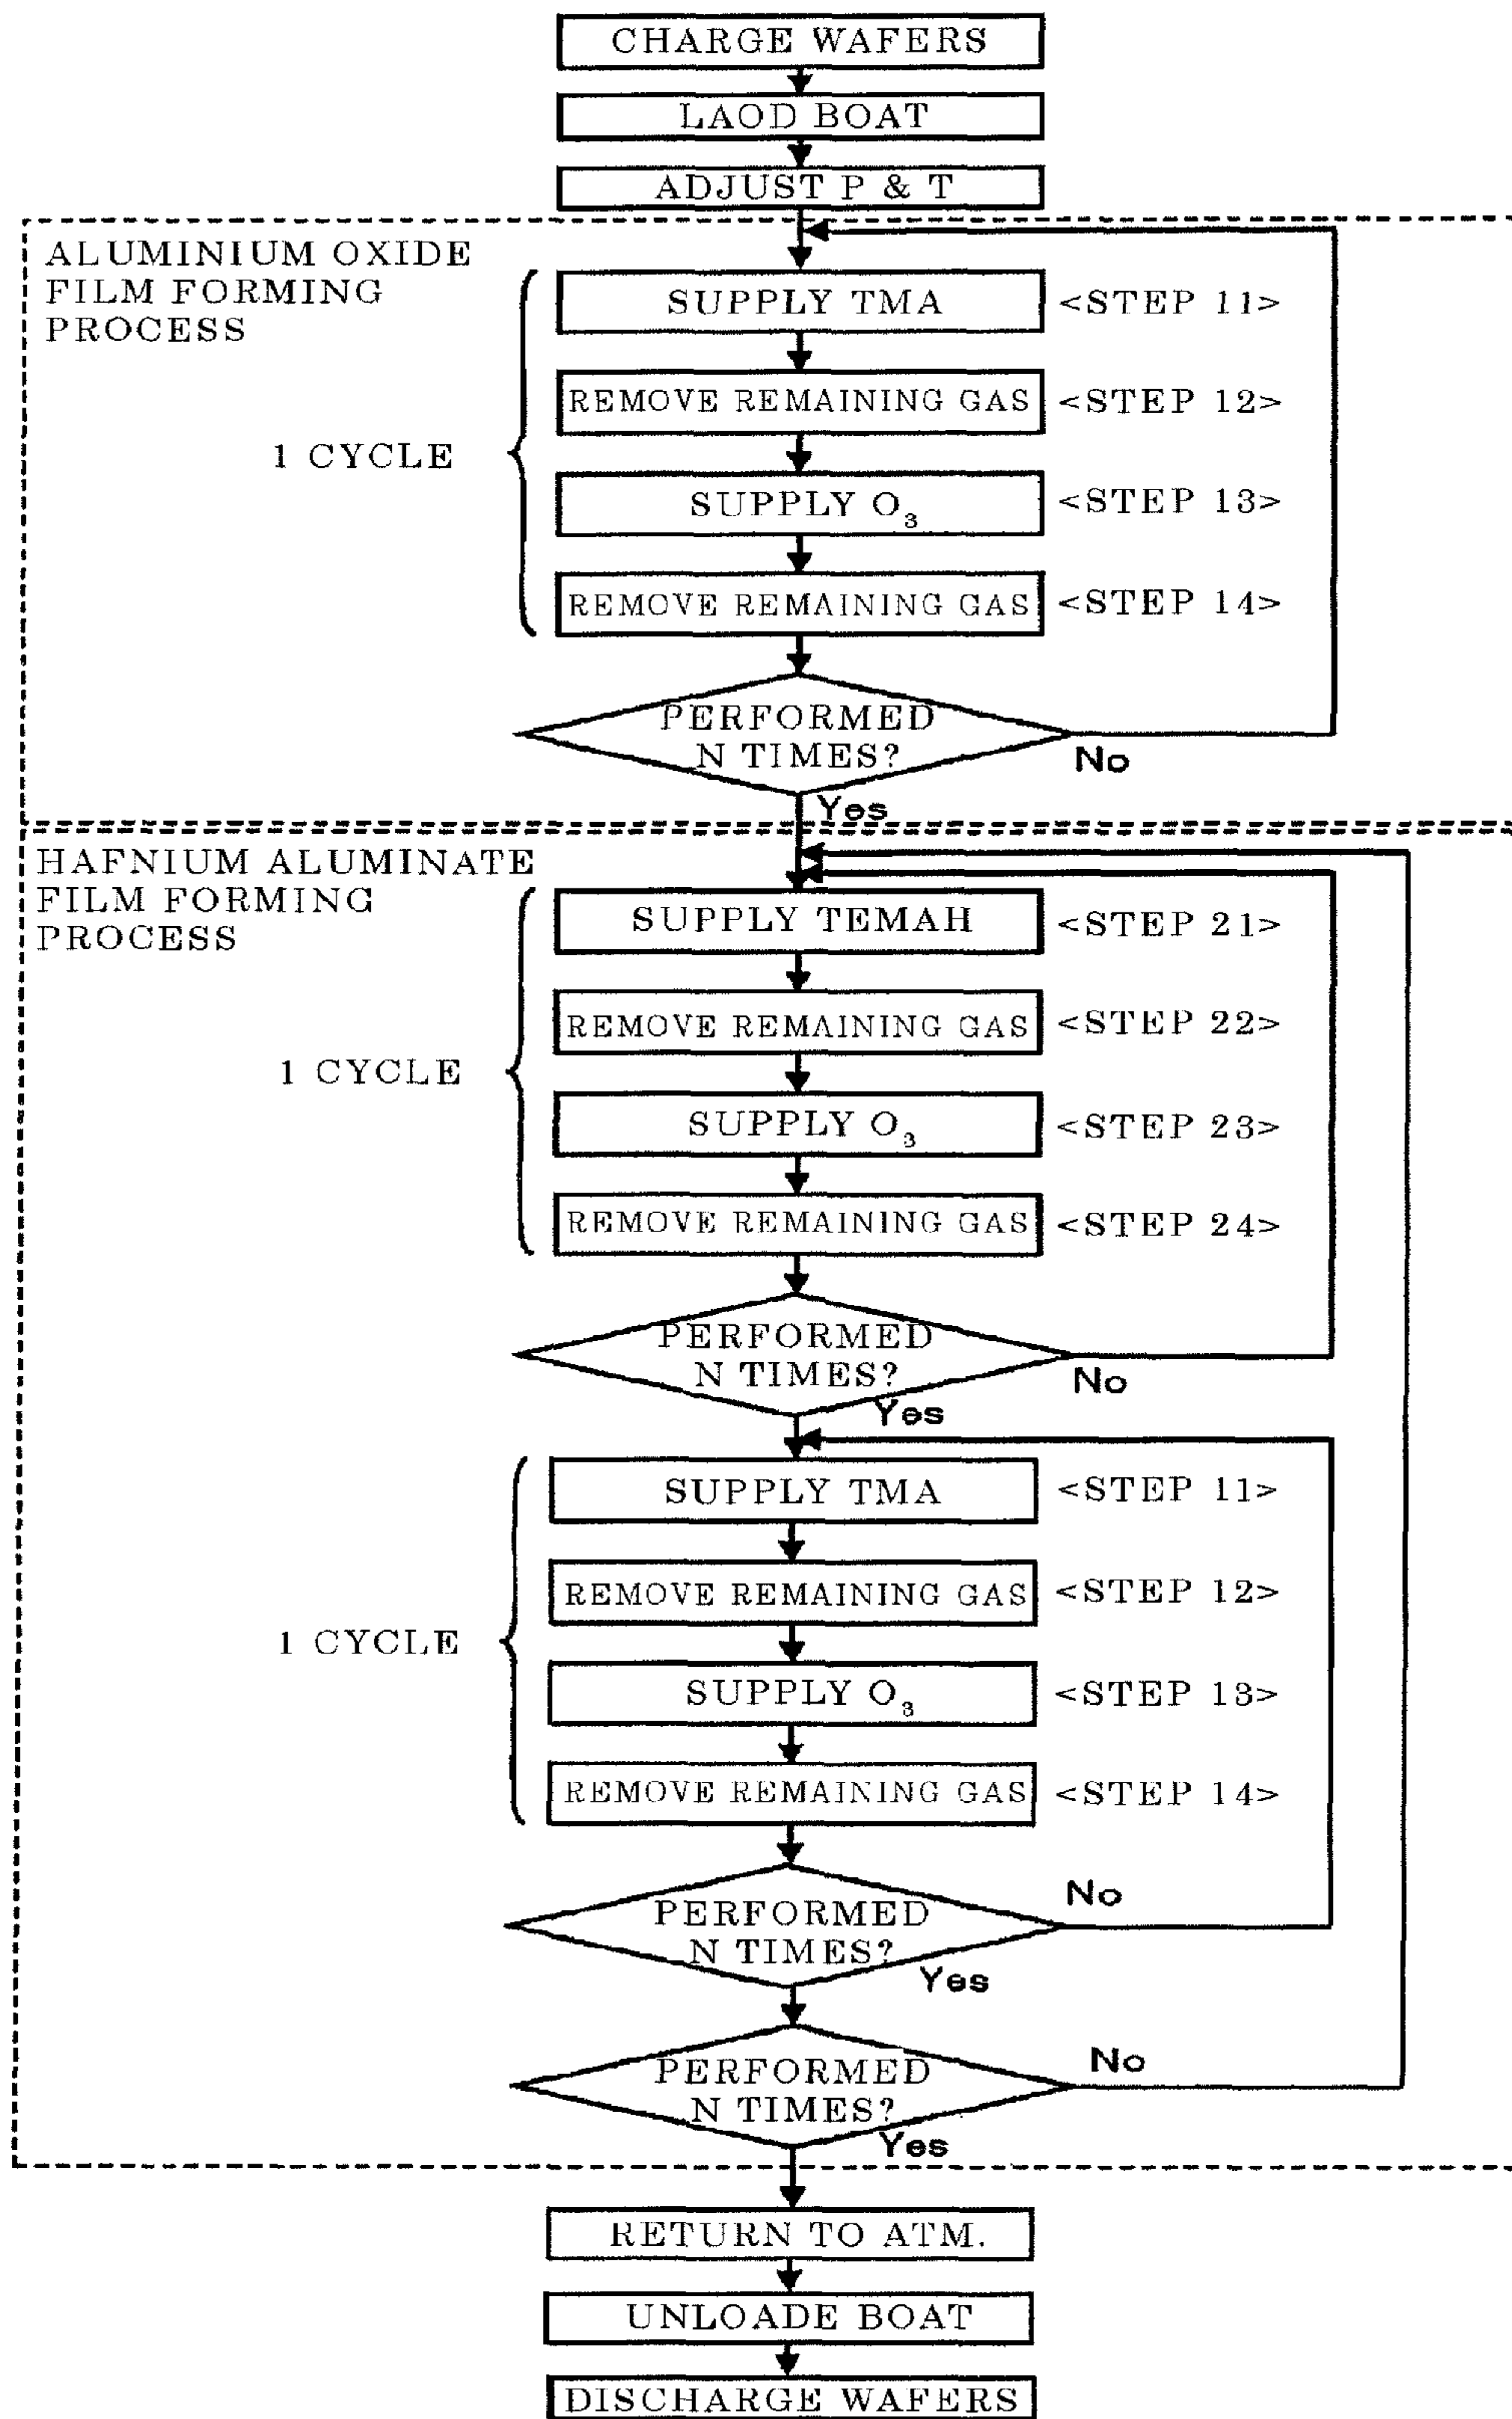 CHARGE WAFERS
LAOD BOAT
ADJUST P & T
ALUMINIUM OXIDE
FILM FORMING
PROCESS
SUPPLY TMA <STEP 11>
REMOVE REMAINING GAS <STEP 12>
1 CYCLE
SUPPLY O₃ <STEP 13>
REMOVE REMAINING GAS <STEP 14>
PERFORMED
N TIMES?
No
Yes
HAFNIUM ALUMINATE
FILM FORMING
PROCESS
SUPPLY TEMAH <STEP 21>
REMOVE REMAINING GAS <STEP 22>
1 CYCLE
SUPPLY O₃ <STEP 23>
REMOVE REMAINING GAS <STEP 24>
PERFORMED
N TIMES?
No
Yes
SUPPLY TMA <STEP 11>
REMOVE REMAINING GAS <STEP 12>
1 CYCLE
SUPPLY O₃ <STEP 13>
REMOVE REMAINING GAS <STEP 14>
No
PERFORMED
N TIMES?
Yes
No
PERFORMED
N TIMES?
Yes
RETURN TO ATM.
UNLOADE BOAT
DISCHARGE WAFERS